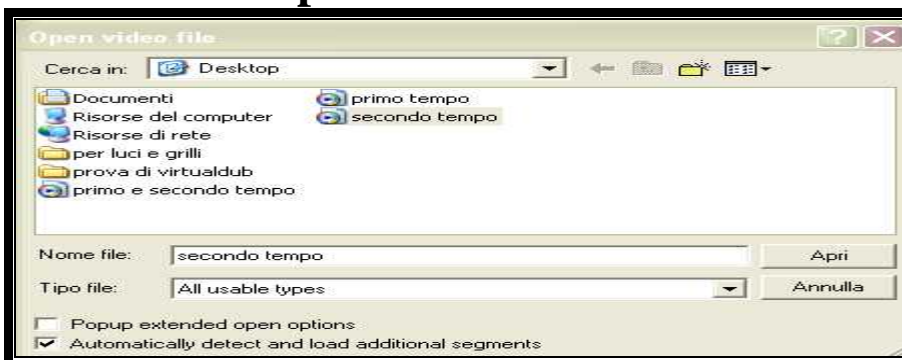 Open video file
Cerca in: Desktop
Documenti
Risorse del computer
Risorse di rete
per luci e grilli
prova di virtualdub
primo e secondo tempo
primo tempo
secondo tempo
Nome file: secondo tempo Apri
Tipo file: All usable types Annulla
Popup extended open options
Automatically detect and load additional segments